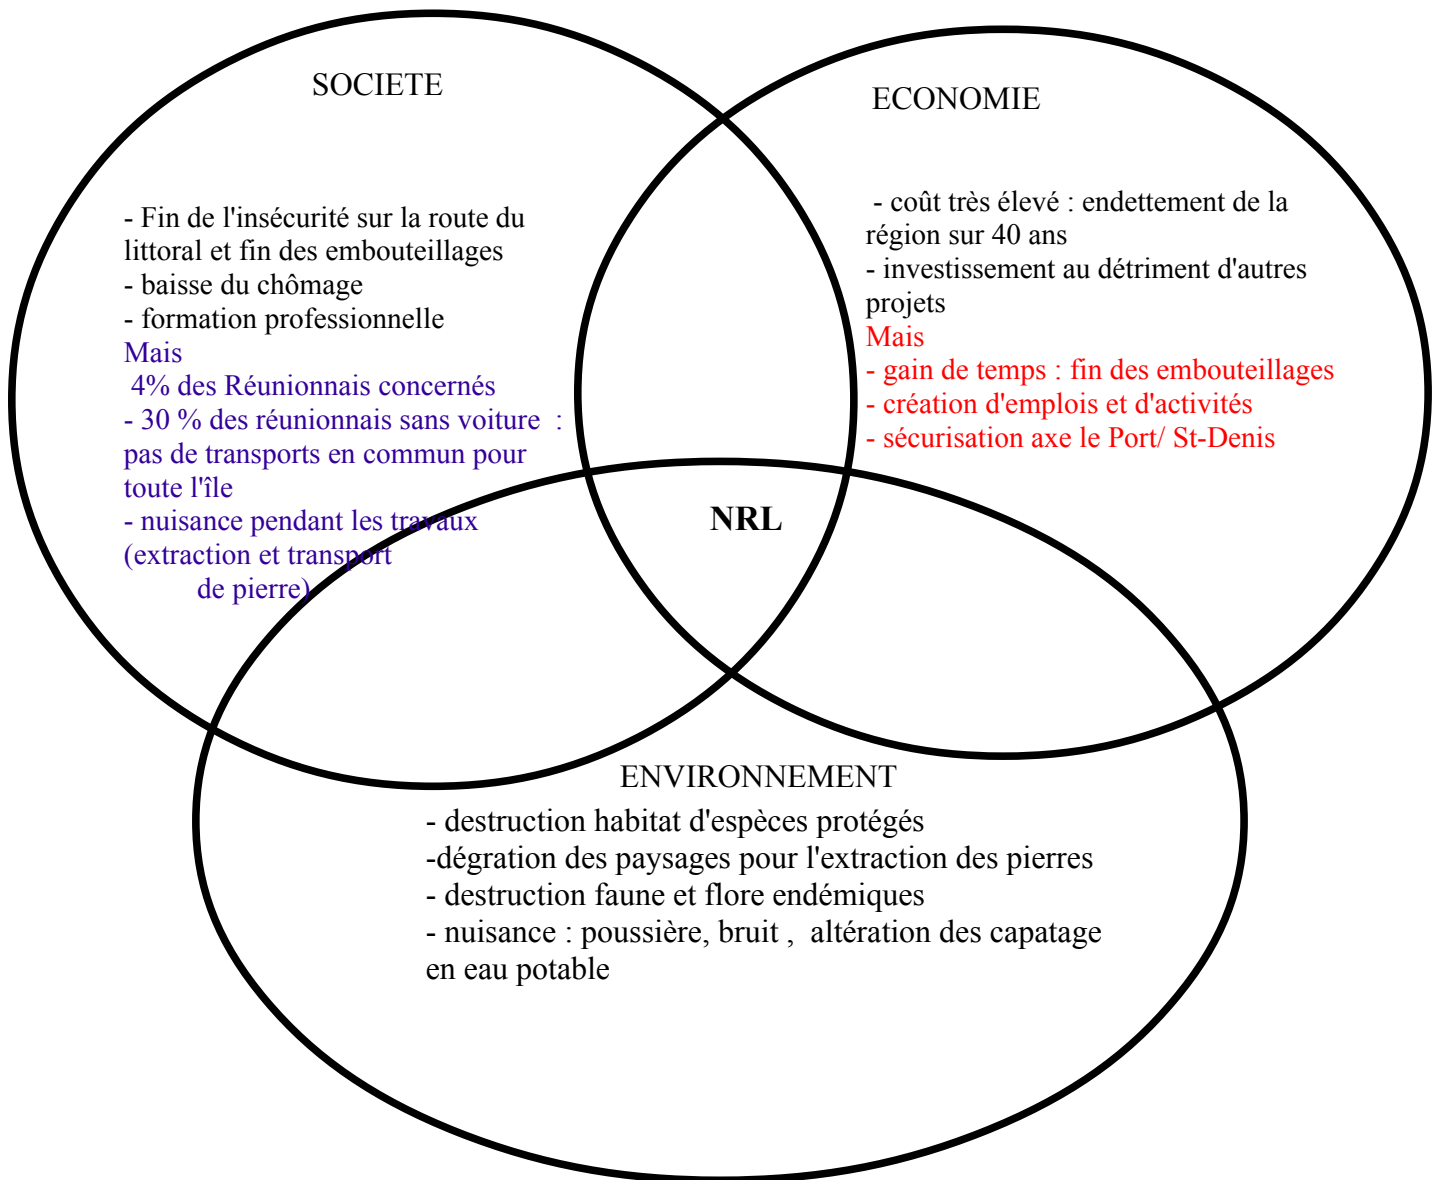 SOCIETE
- Fin de l'insécurité sur la route du
littoral et fin des embouteillages
- baisse du chômage
- formation professionnelle
Mais
4% des Réunionnais concernés
- 30 % des réunionnais sans voiture :
pas de transports en commun pour
toute l'île
- nuisance pendant les travaux
(extraction et transport
de pierre)
ECONOMIE
- coût très élevé : endettement de la
région sur 40 ans
- investissement au détriment d'autres
projets
Mais
- gain de temps : fin des embouteillages
- création d'emplois et d'activités
- sécurisation axe le Port/ St-Denis
NRL
ENVIRONNEMENT
- destruction habitat d'espèces protégés
-dégration des paysages pour l'extraction des pierres
- destruction faune et flore endémiques
- nuisance : poussière, bruit , altération des capatage
en eau potable